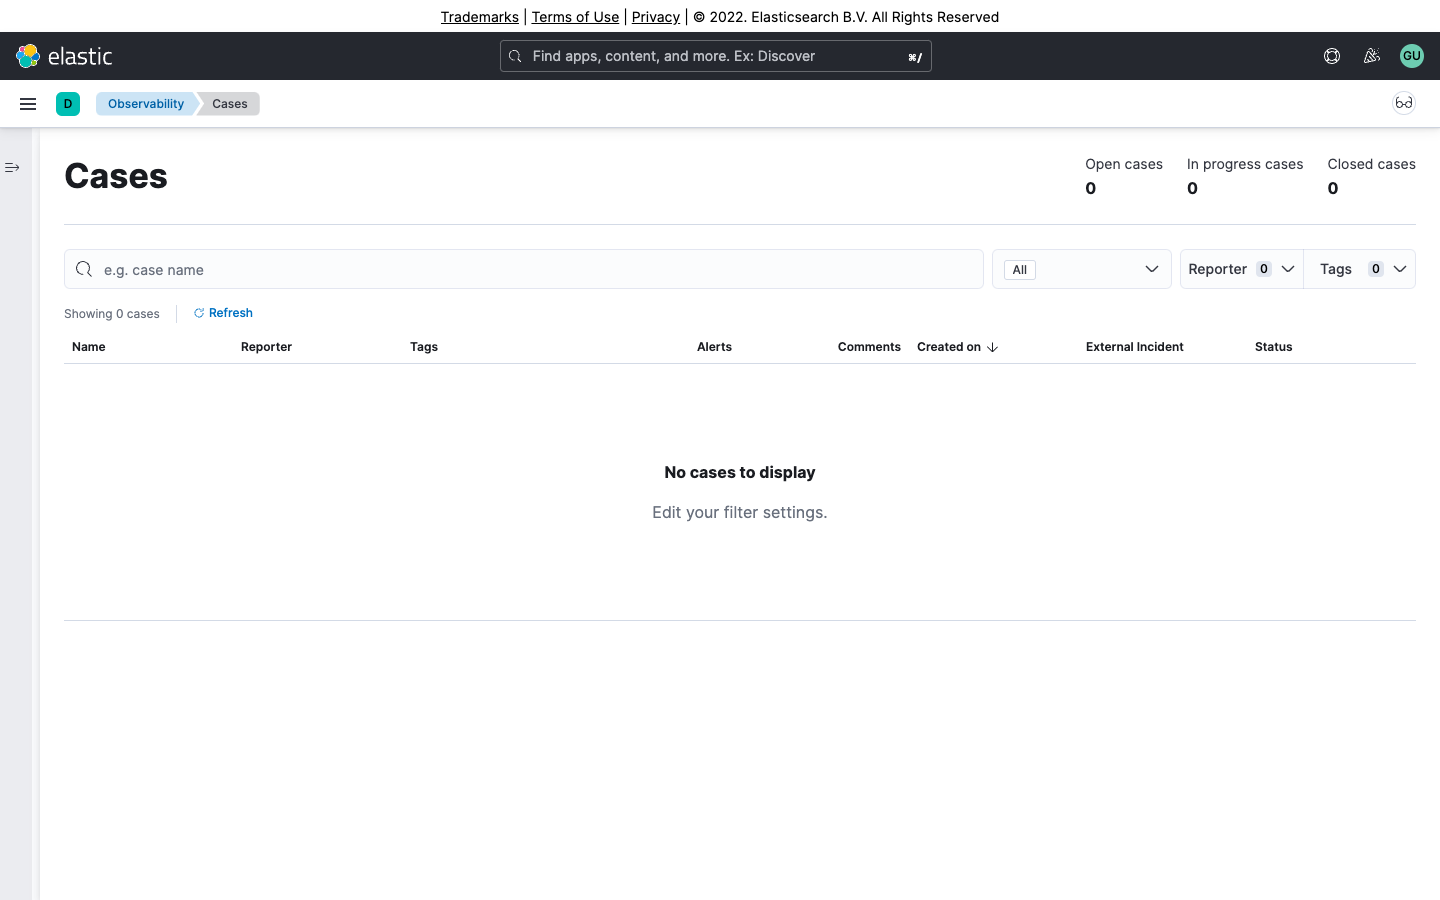 Trademarks | Terms of Use | Privacy | © 2022. Elasticsearch B.V. All Rights Reserved
elastic
Find apps, content, and more. Ex: Discover
⌘/
GU
D
Observability
Cases
Cases
Open cases
0
In progress cases
0
Closed cases
0
e.g. case name
All
Reporter 0
Tags 0
Showing 0 cases
Refresh
Name Reporter Tags Alerts Comments Created on External Incident Status
No cases to display
Edit your filter settings.